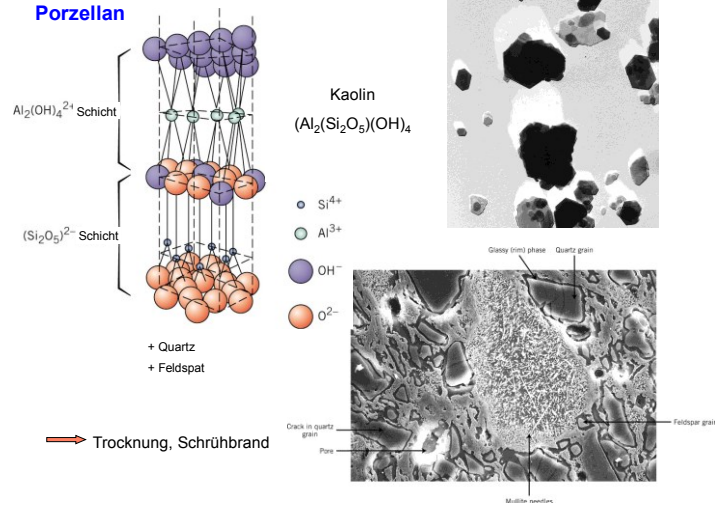 Porzellan
Al2(OH)4 2+ Schicht
(Si2O5)2− Schicht
Si4+
Al3+
OH−
O2−
Kaolin
(Al2(Si2O5)(OH)4
+ Quartz
+ Feldspat
Trocknung, Schrühbrand
Glassy (rim) phase
Quartz grain
Crack in quartz
grain
Pore
Feldspar grain
Mullite needles